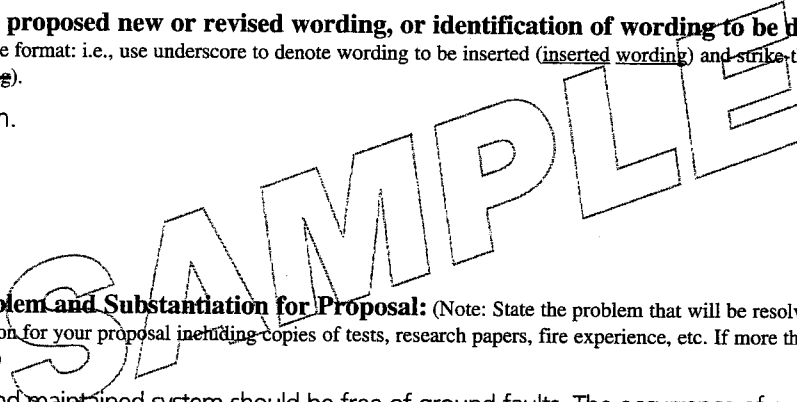 proposed new or revised wording, or identification of wording to be d
e format: i.e., use underscore to denote wording to be inserted (inserted wording) and strike-t
g).
n.
SAMPLE
blem and Substantiation for Proposal: (Note: State the problem that will be resolv
on for your proposal including copies of tests, research papers, fire experience, etc. If more th
nd maintained system should be free of ground faults. The occurrence of